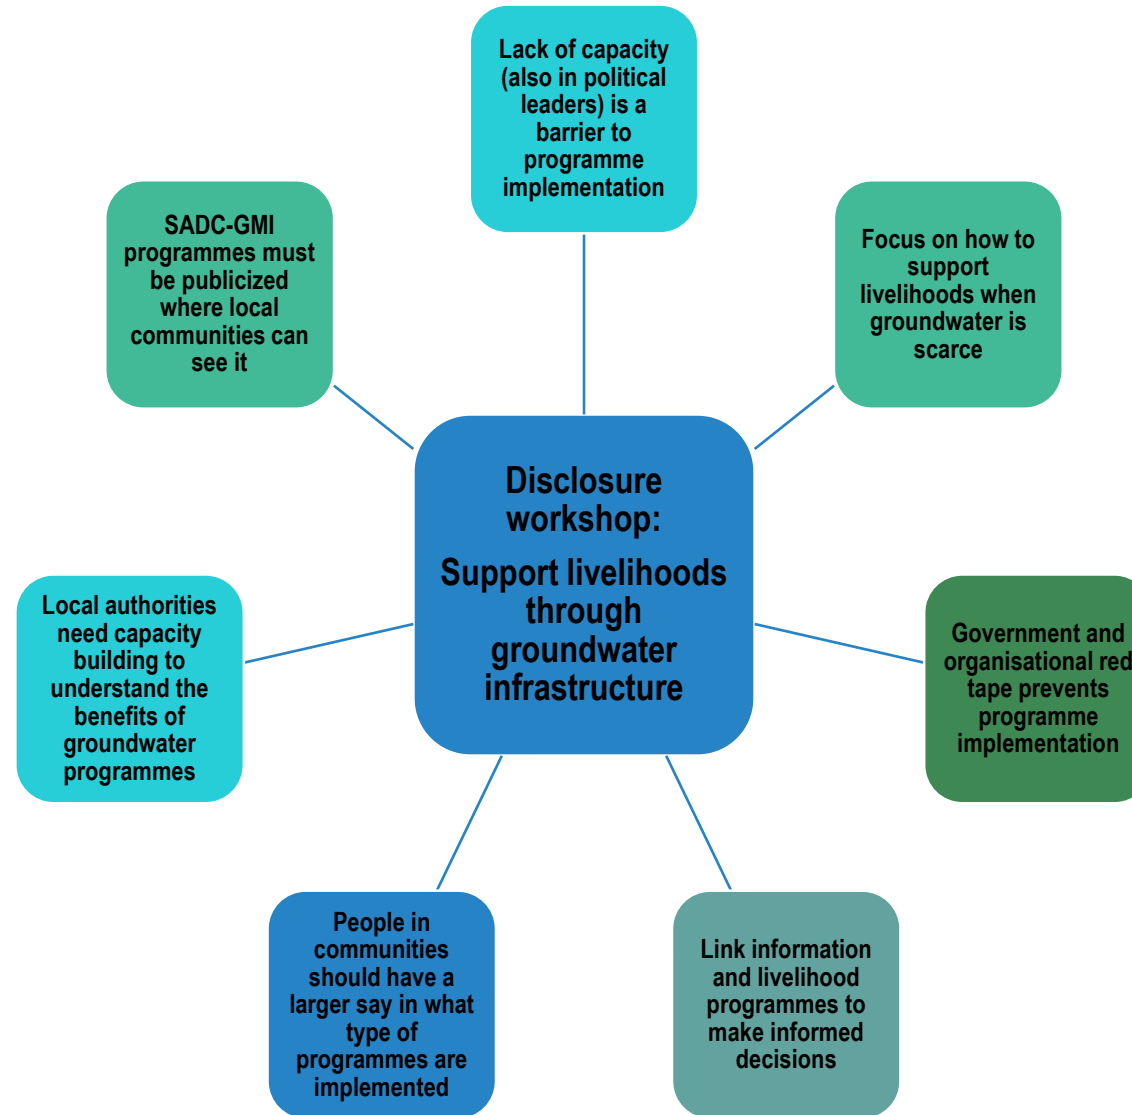 Lack of capacity
(also in political
leaders) is a
barrier to
programme
implementation
SADC-GMI
programmes must
be publicized
where local
communities can
see it
Focus on how to
support
livelihoods when
groundwater is
scarce
Disclosure
workshop:
Support livelihoods
through
groundwater
infrastructure
Local authorities
need capacity
building to
understand the
benefits of
groundwater
programmes
Government and
organisational red
tape prevents
programme
implementation
People in
communities
should have a
larger say in what
type of
programmes are
implemented
Link information
and livelihood
programmes to
make informed
decisions